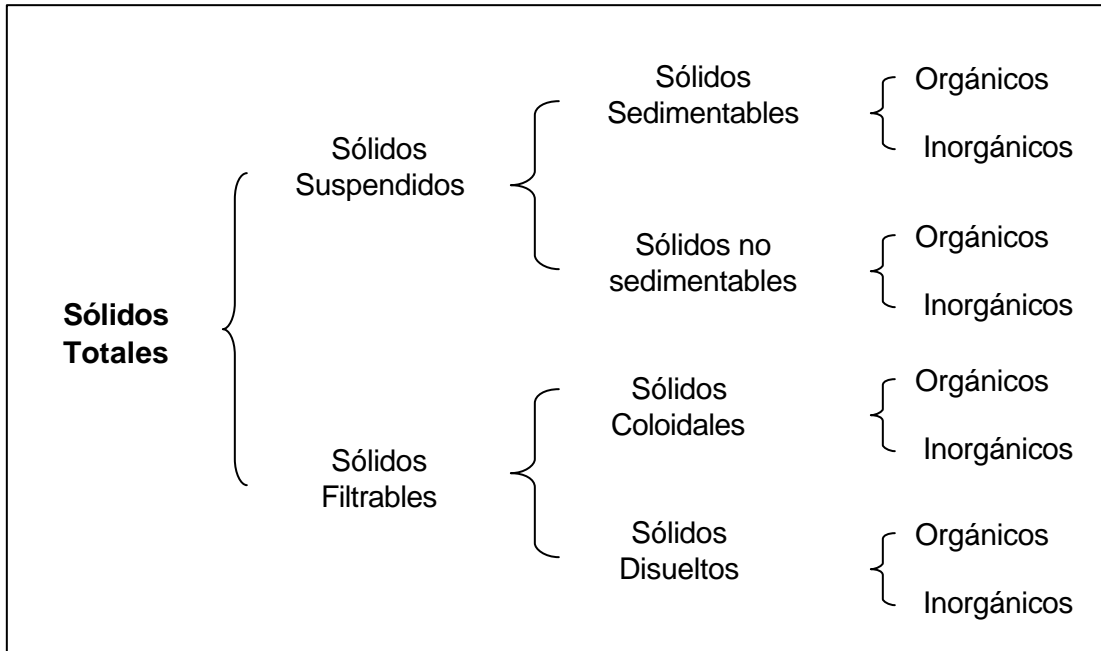 Sólidos
Totales
Sólidos
Suspendidos
Sólidos
Sedimentables
Orgánicos
Inorgánicos
Sólidos no
sedimentables
Orgánicos
Inorgánicos
Sólidos
Filtrables
Sólidos
Coloidales
Orgánicos
Inorgánicos
Sólidos
Disueltos
Orgánicos
Inorgánicos